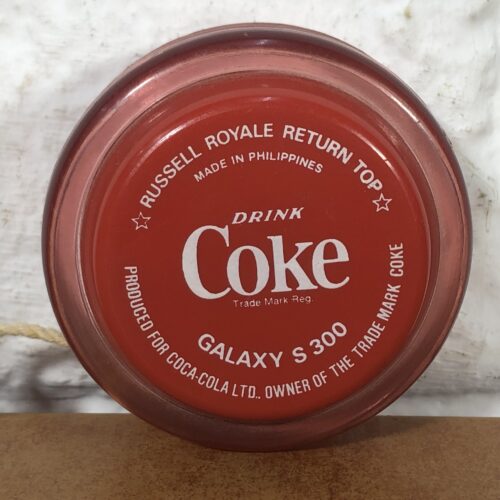 RUSSELL ROYALE RETURN TOP
MADE IN PHILIPPINES
DRINK
Coke
Trade Mark Reg.
GALAXY S 300
PRODUCED FOR COCA-COLA LTD., OWNER OF THE TRADE MARK COKE